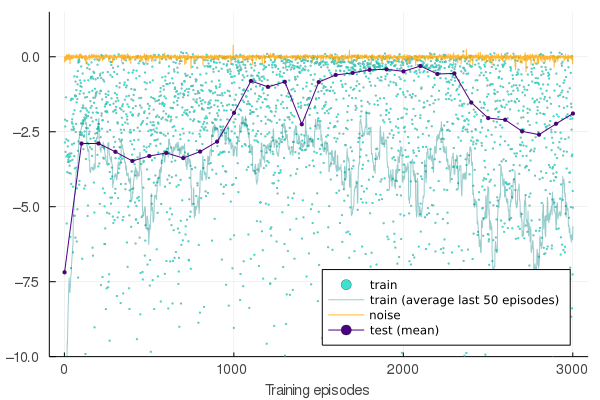 0.0
−2.5
−5.0
−7.5
−10.0
0
1000
2000
3000
Training episodes
train
train (average last 50 episodes)
noise
test (mean)